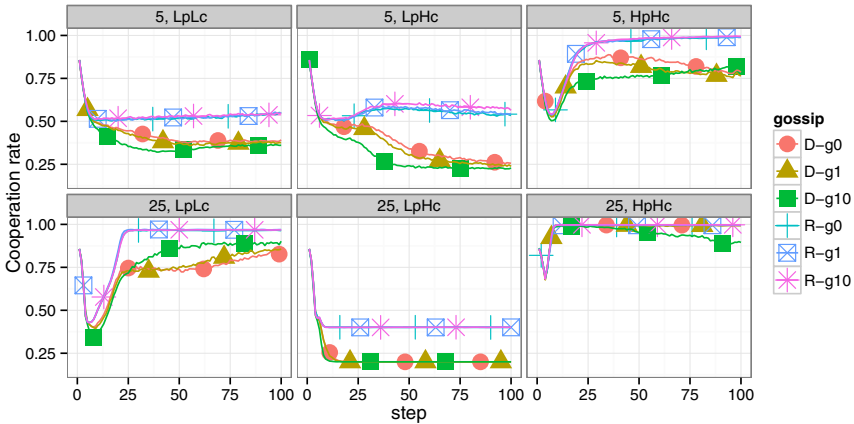 5, LpLc
5, LpHc
5, HpHc
1.00
0.75
0.50
0.25
25, LpLc
25, LpHc
25, HpHc
1.00
0.75
0.50
0.25
0 25 50 75 100
0 25 50 75 100
0 25 50 75 100
Cooperation rate
step
gossip
D−g0
D−g1
D−g10
R−g0
R−g1
R−g10